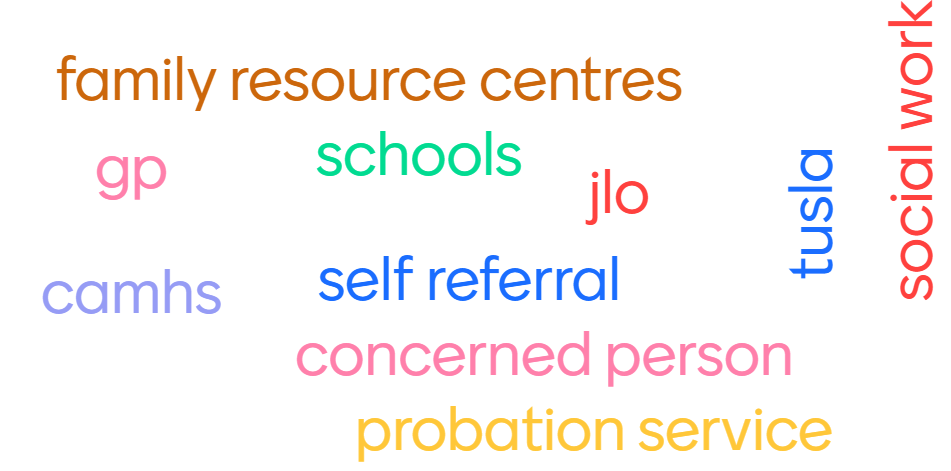 family resource centres
gp
schools
jlo
tusla
social work
camhs
self referral
concerned person
probation service